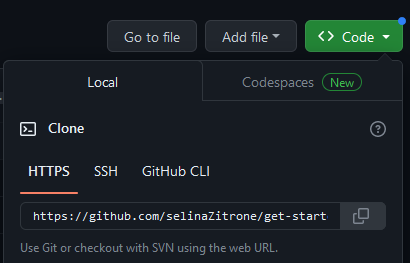 Go to file Add file Code
Local Codespaces New
Clone
HTTPS SSH GitHub CLI
https://github.com/selinaZitrone/get-start
Use Git or checkout with SVN using the web URL.